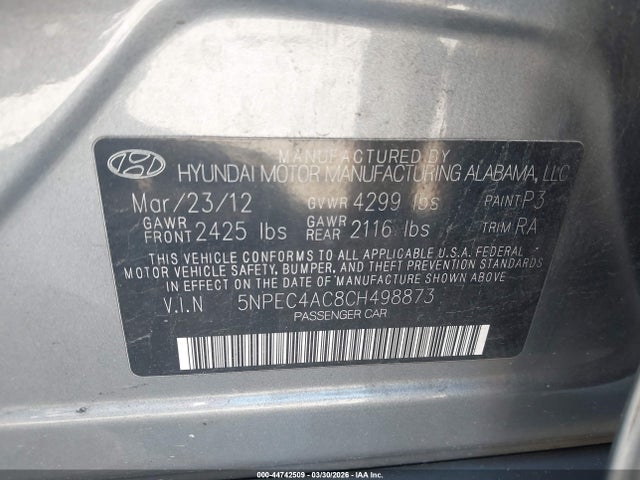 MANUFACTURED BY
HYUNDAI MOTOR MANUFACTURING ALABAMA, LLC
Mar/23/12 GVWR 4299 lbs PAINT P3
GAWR FRONT 2425 lbs GAWR REAR 2116 lbs TRIM RA
THIS VEHICLE CONFORMS TO ALL APPLICABLE U.S.A. FEDERAL
MOTOR VEHICLE SAFETY, BUMPER, AND THEFT PREVENTION STANDARDS
IN EFFECT ON THE DATE OF MANUFACTURE SHOWN ABOVE
V.I.N 5NPEC4AC8CH498873
PASSENGER CAR
000-44742509 | 03/30/2026 - IAA Inc.